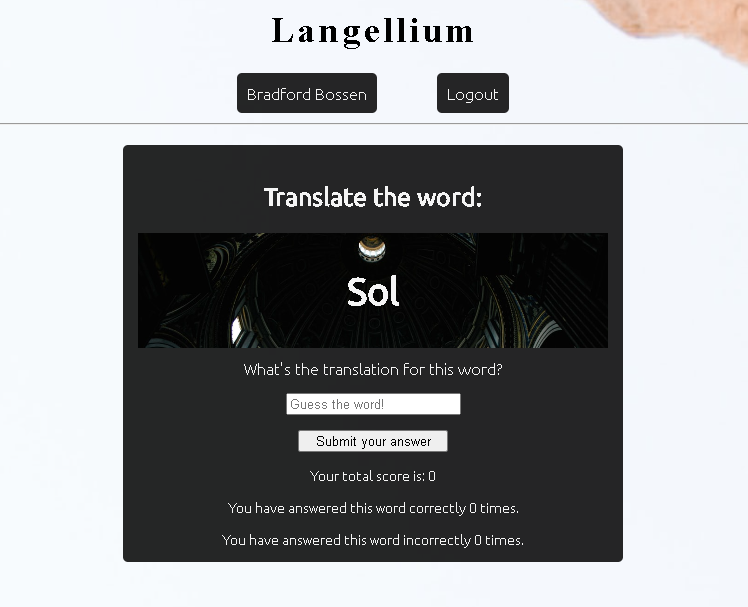 Langellium
Bradford Bossen
Logout
Translate the word:
Sol
What's the translation for this word?
Guess the word!
Submit your answer
Your total score is: 0
You have answered this word correctly 0 times.
You have answered this word incorrectly 0 times.